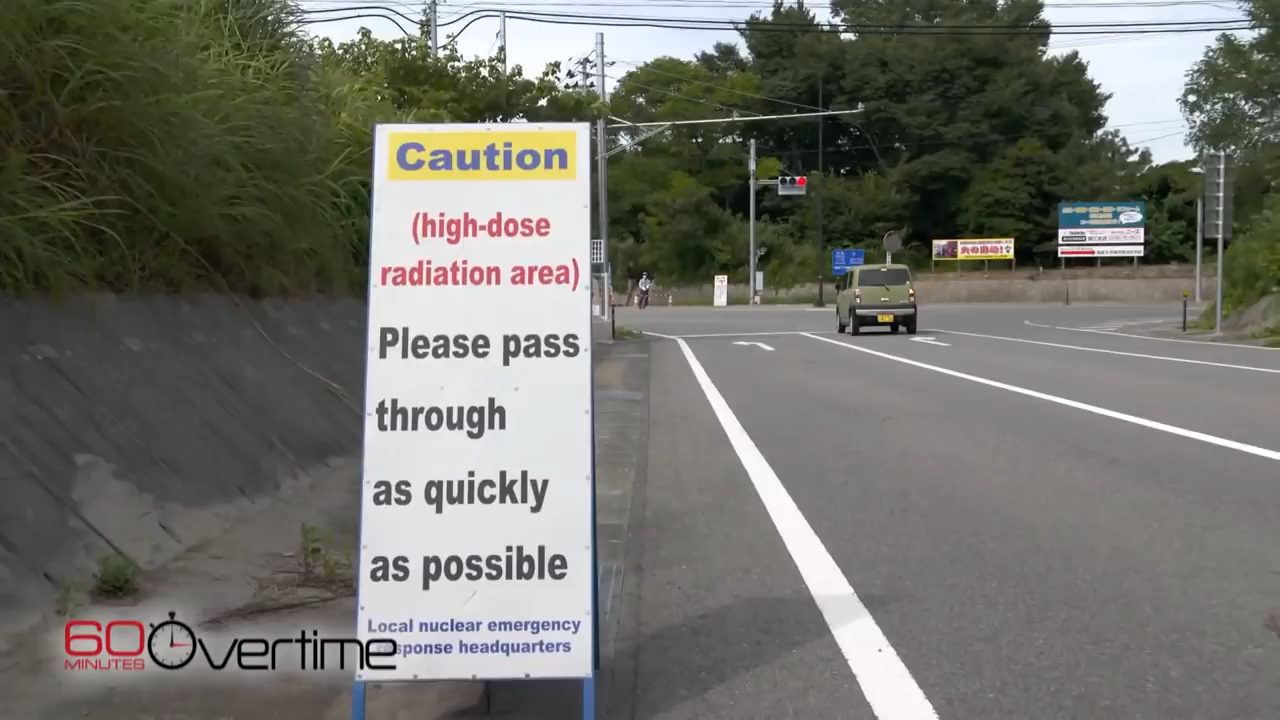 Caution
(high-dose
radiation area)
Please pass
through
as quickly
as possible
Local nuclear emergency
esponse headquarters
60 Overtime
MINUTES